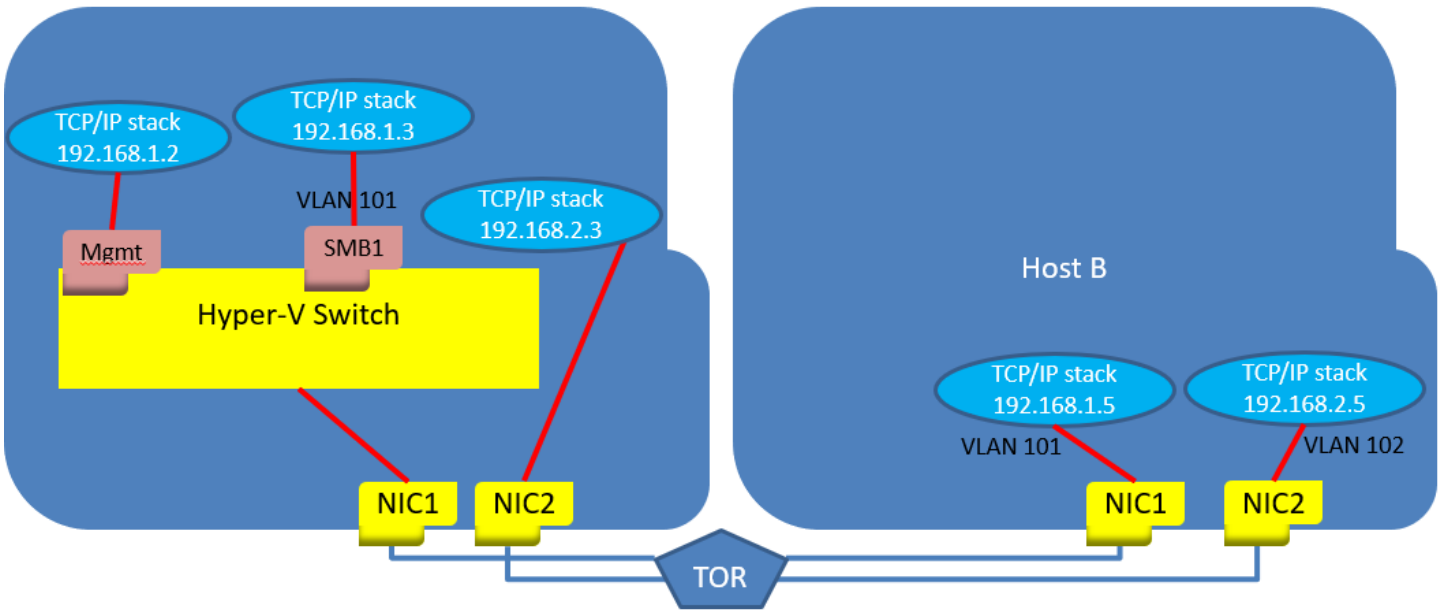 TCP/IP stack
192.168.1.2
TCP/IP stack
192.168.1.3
VLAN 101
TCP/IP stack
192.168.2.3
Mgmt
SMB1
Hyper-V Switch
NIC1
NIC2
Host B
TCP/IP stack
192.168.1.5
TCP/IP stack
192.168.2.5
VLAN 101
VLAN 102
NIC1
NIC2
TOR